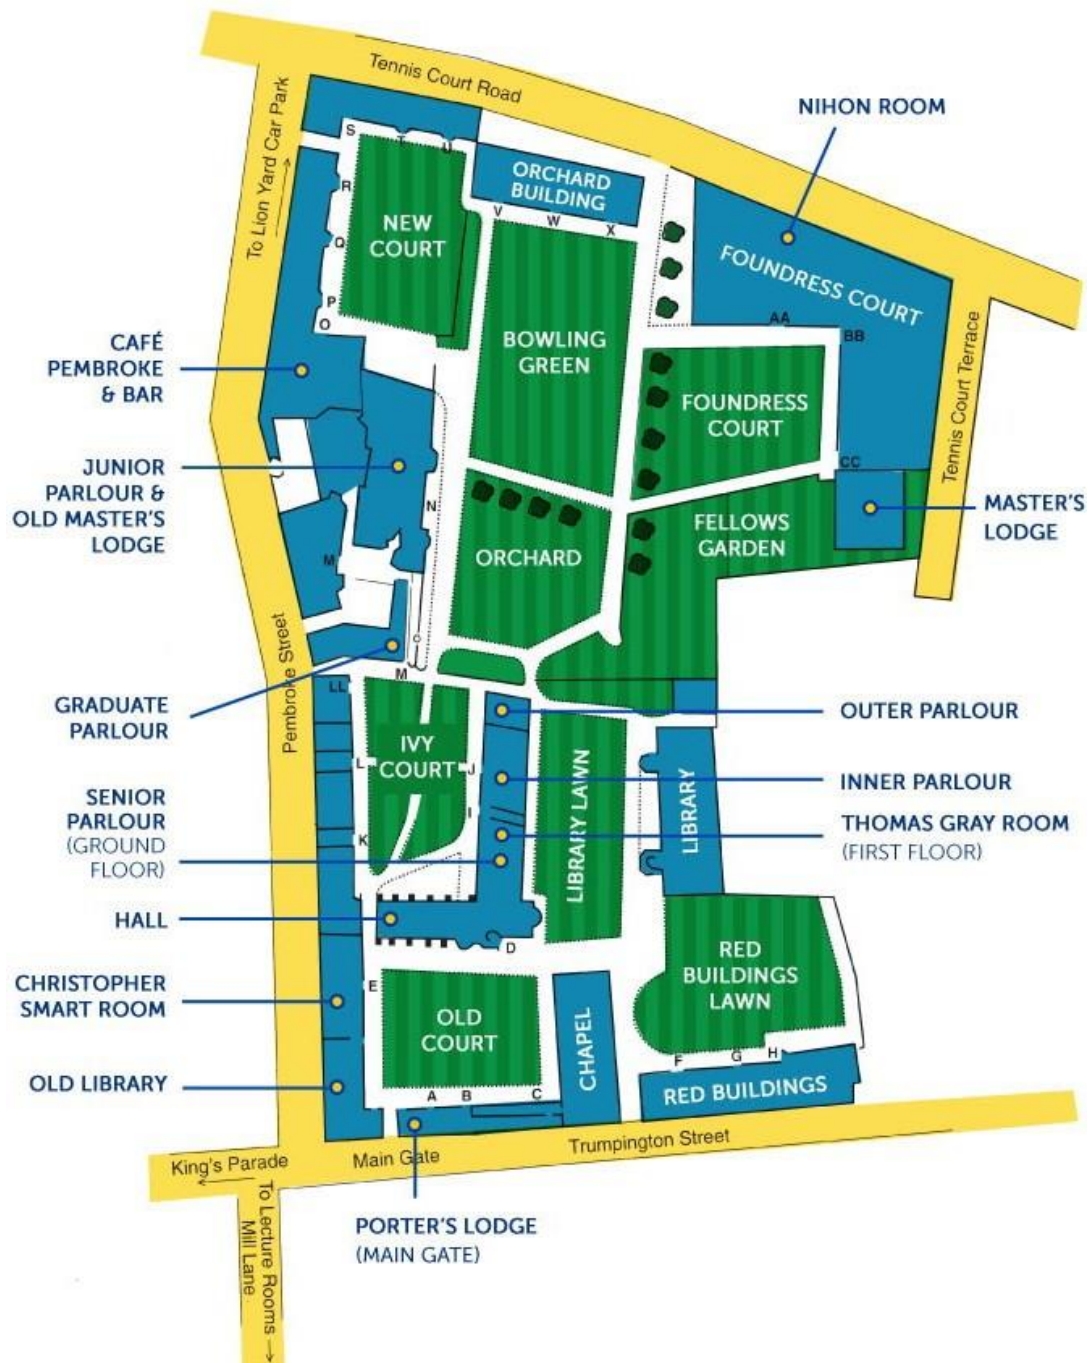 Tennis Court Road
To Lion Yard Car Park
NIHON ROOM
S
T
U
ORCHARD
BUILDING
R
V
W
X
NEW
COURT
Q
FOUNDRESS COURT
P
O
AA
BB
CAFÉ
PEMBROKE
& BAR
BOWLING
GREEN
Tennis Court Terrace
FOUNDRESS
COURT
CC
JUNIOR
PARLOUR &
OLD MASTER'S
LODGE
N
MASTER'S
LODGE
FELLOWS
GARDEN
ORCHARD
M
Pembroke Street
M
LL
GRADUATE
PARLOUR
OUTER PARLOUR
IVY
COURT
L
J
INNER PARLOUR
LIBRARY LAWN
LIBRARY
SENIOR
PARLOUR
(GROUND
FLOOR)
I
K
THOMAS GRAY ROOM
(FIRST FLOOR)
HALL
D
RED
BUILDINGS
LAWN
CHRISTOPHER
SMART ROOM
E
OLD
COURT
CHAPEL
F
G
H
OLD LIBRARY
A
B
C
RED BUILDINGS
King's Parade
Main Gate
Trumpington Street
To Lecture Rooms
Mill Lane
PORTER'S LODGE
(MAIN GATE)